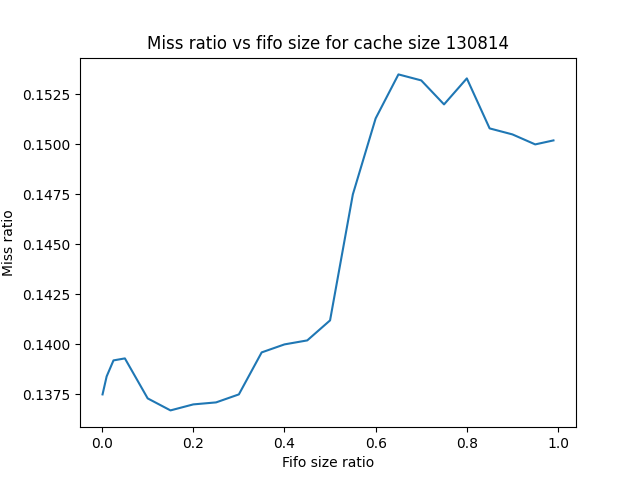 Miss ratio vs fifo size for cache size 130814
0.1525
0.1500
0.1475
0.1450
0.1425
0.1400
0.1375
Miss ratio
0.0 0.2 0.4 0.6 0.8 1.0
Fifo size ratio